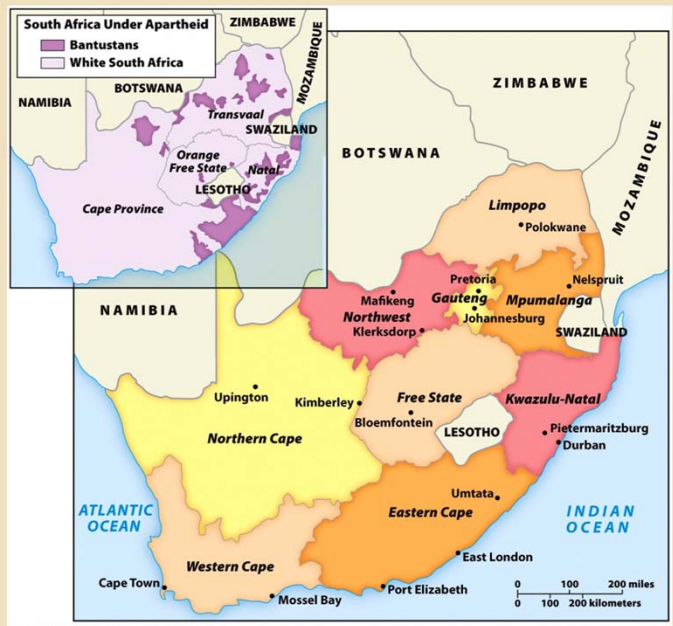 South Africa Under Apartheid
Bantustans
White South Africa
ZIMBABWE
MOZAMBIQUE
BOTSWANA
NAMIBIA
Transvaal
SWAZILAND
Orange
Free State
Natal
LESOTHO
Cape Province
ZIMBABWE
BOTSWANA
MOZAMBIQUE
Limpopo
Polokwane
NAMIBIA
Pretoria
Nelspruit
Mafikeng
Gauteng
Mpumalanga
Northwest
Johannesburg
Klerksdorp
SWAZILAND
Upington
Kimberley
Free State
Kwazulu-Natal
Bloemfontein
LESOTHO
Pietermaritzburg
Durban
Northern Cape
Umtata
ATLANTIC
OCEAN
Eastern Cape
INDIAN
OCEAN
Western Cape
East London
Cape Town
Mossel Bay
Port Elizabeth
0 100 200 miles
0 100 200 kilometers